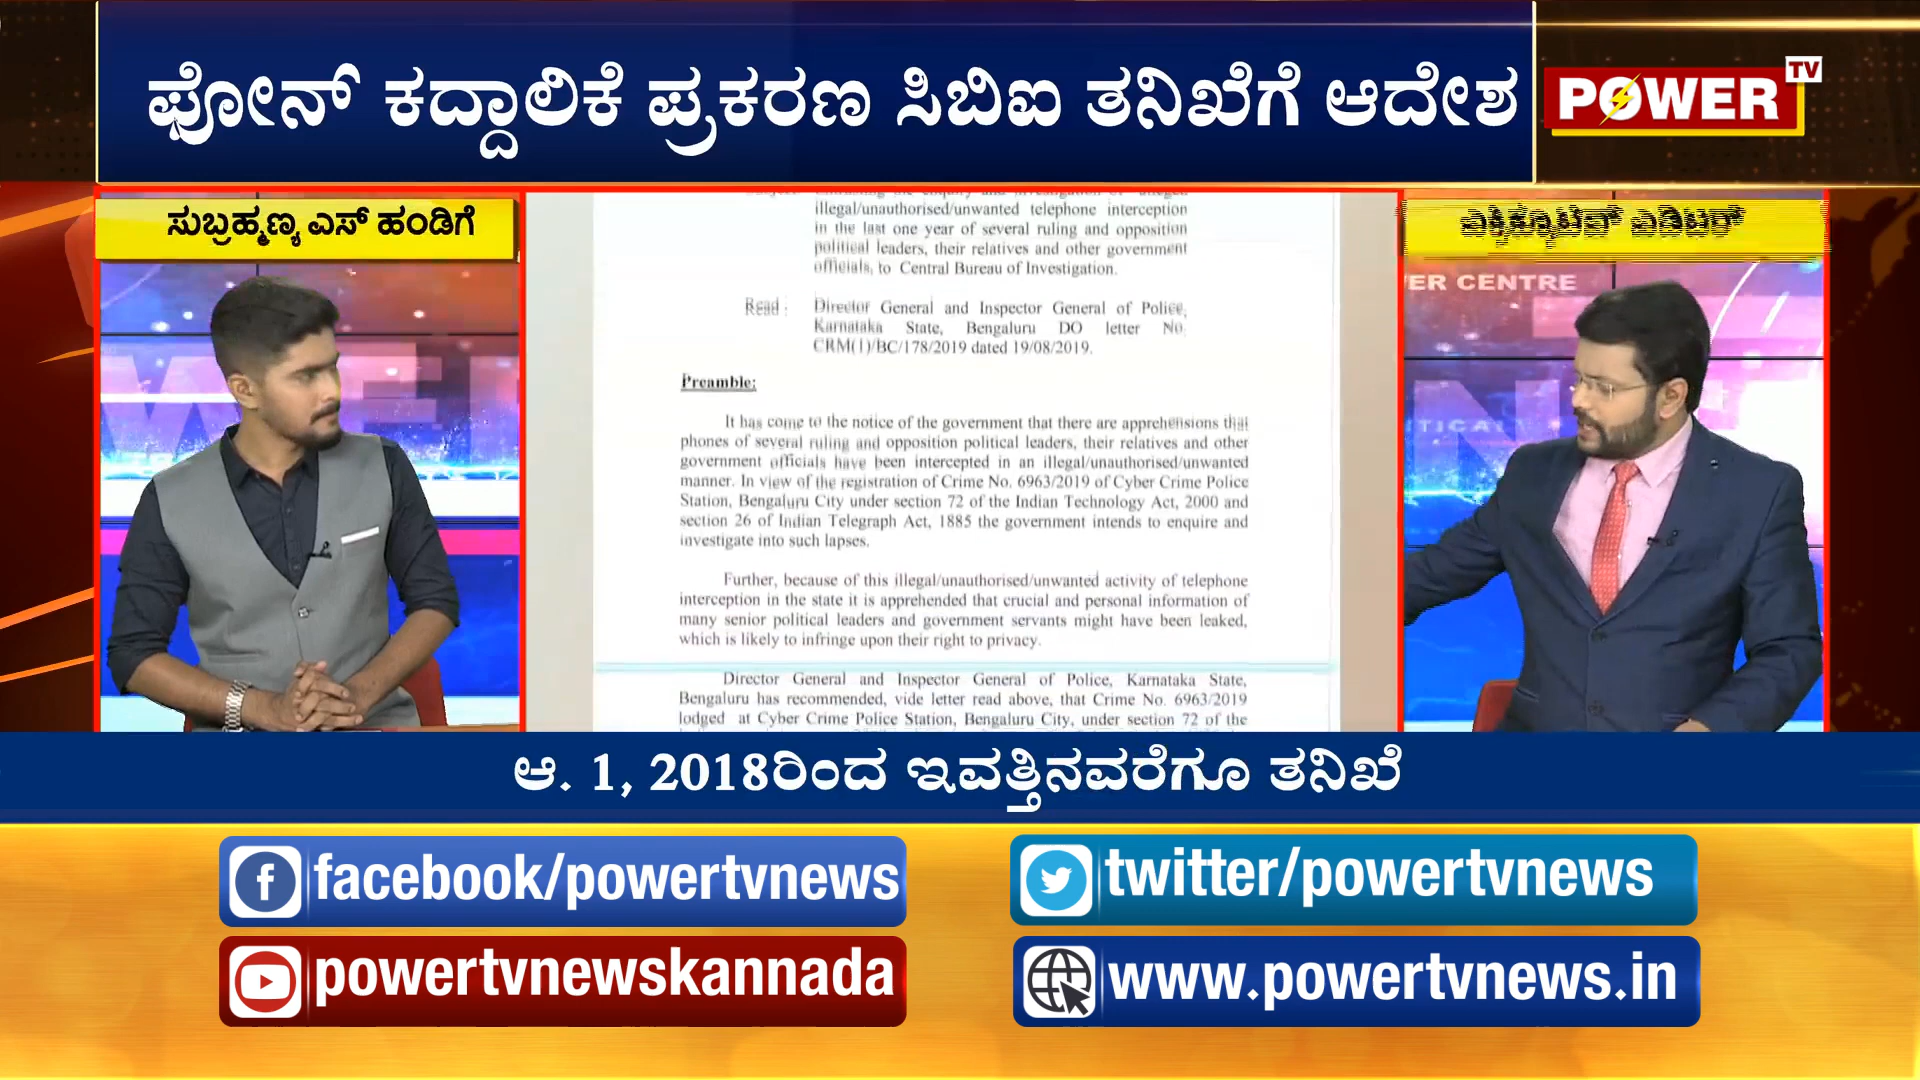 ಫೋನ್ ಕದ್ದಾಲಿಕೆ ಪ್ರಕರಣ ಸಿಬಿಐ ತನಿಖೆಗೆ ಆದೇಶ
POWER TV
ಸುಬ್ರಹ್ಮಣ್ಯ ಎಸ್ ಹಂಡಿಗೆ
ಎಕ್ಸಿಕ್ಯೂಟಿವ್ ಎಡಿಟರ್
ER CENTRE
illegal/unauthorised/unwanted telephone interception
in the last one year of several ruling and opposition
political leaders, their relatives and other government
officials, to Central Bureau of Investigation.
Read : Director General and Inspector General of Police,
Karnataka State, Bengaluru DO letter No.
CRM(1)/BC/178/2019 dated 19/08/2019.
Preamble:
It has come to the notice of the government that there are apprehensions that
phones of several ruling and opposition political leaders, their relatives and other
government officials have been intercepted in an illegal/unauthorised/unwanted
manner. In view of the registration of Crime No. 6963/2019 of Cyber Crime Police
Station, Bengaluru City under section 72 of the Indian Technology Act, 2000 and
section 26 of Indian Telegraph Act, 1885 the government intends to enquire and
investigate into such lapses.
Further, because of this illegal/unauthorised/unwanted activity of telephone
interception in the state it is apprehended that crucial and personal information of
many senior political leaders and government servants might have been leaked,
which is likely to infringe upon their right to privacy.
Director General and Inspector General of Police, Karnataka State,
Bengaluru has recommended, vide letter read above, that Crime No. 6963/2019
lodged at Cyber Crime Police Station, Bengaluru City, under section 72 of the
ಆ. 1, 2018ರಿಂದ ಇವತ್ತಿನವರೆಗೂ ತನಿಖೆ
facebook/powertvnews
twitter/powertvnews
powertvnewskannada
www.powertvnews.in